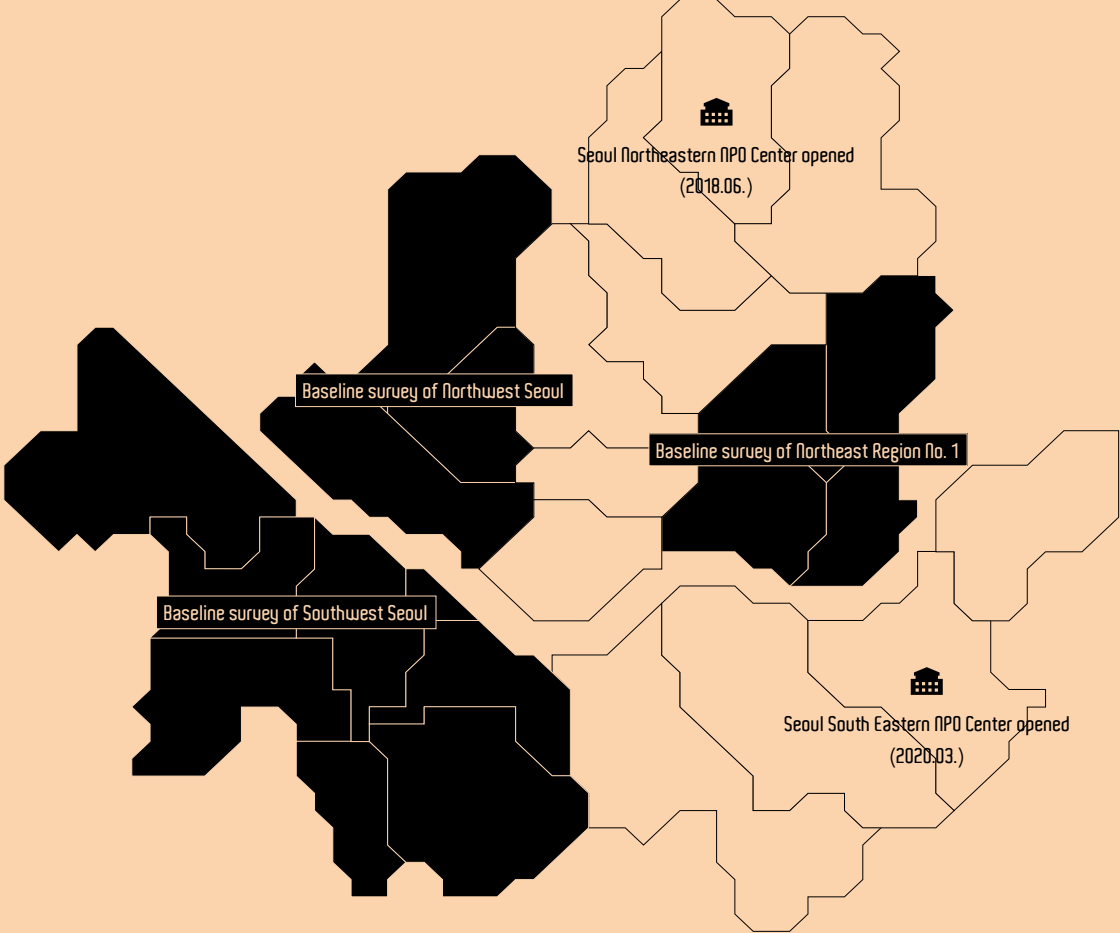 Seoul Northeastern NPO Center opened
(2018.06.)
Baseline survey of Northwest Seoul
Baseline survey of Northeast Region No. 1
Baseline survey of Southwest Seoul
Seoul South Eastern NPO Center opened
(2020.03.)